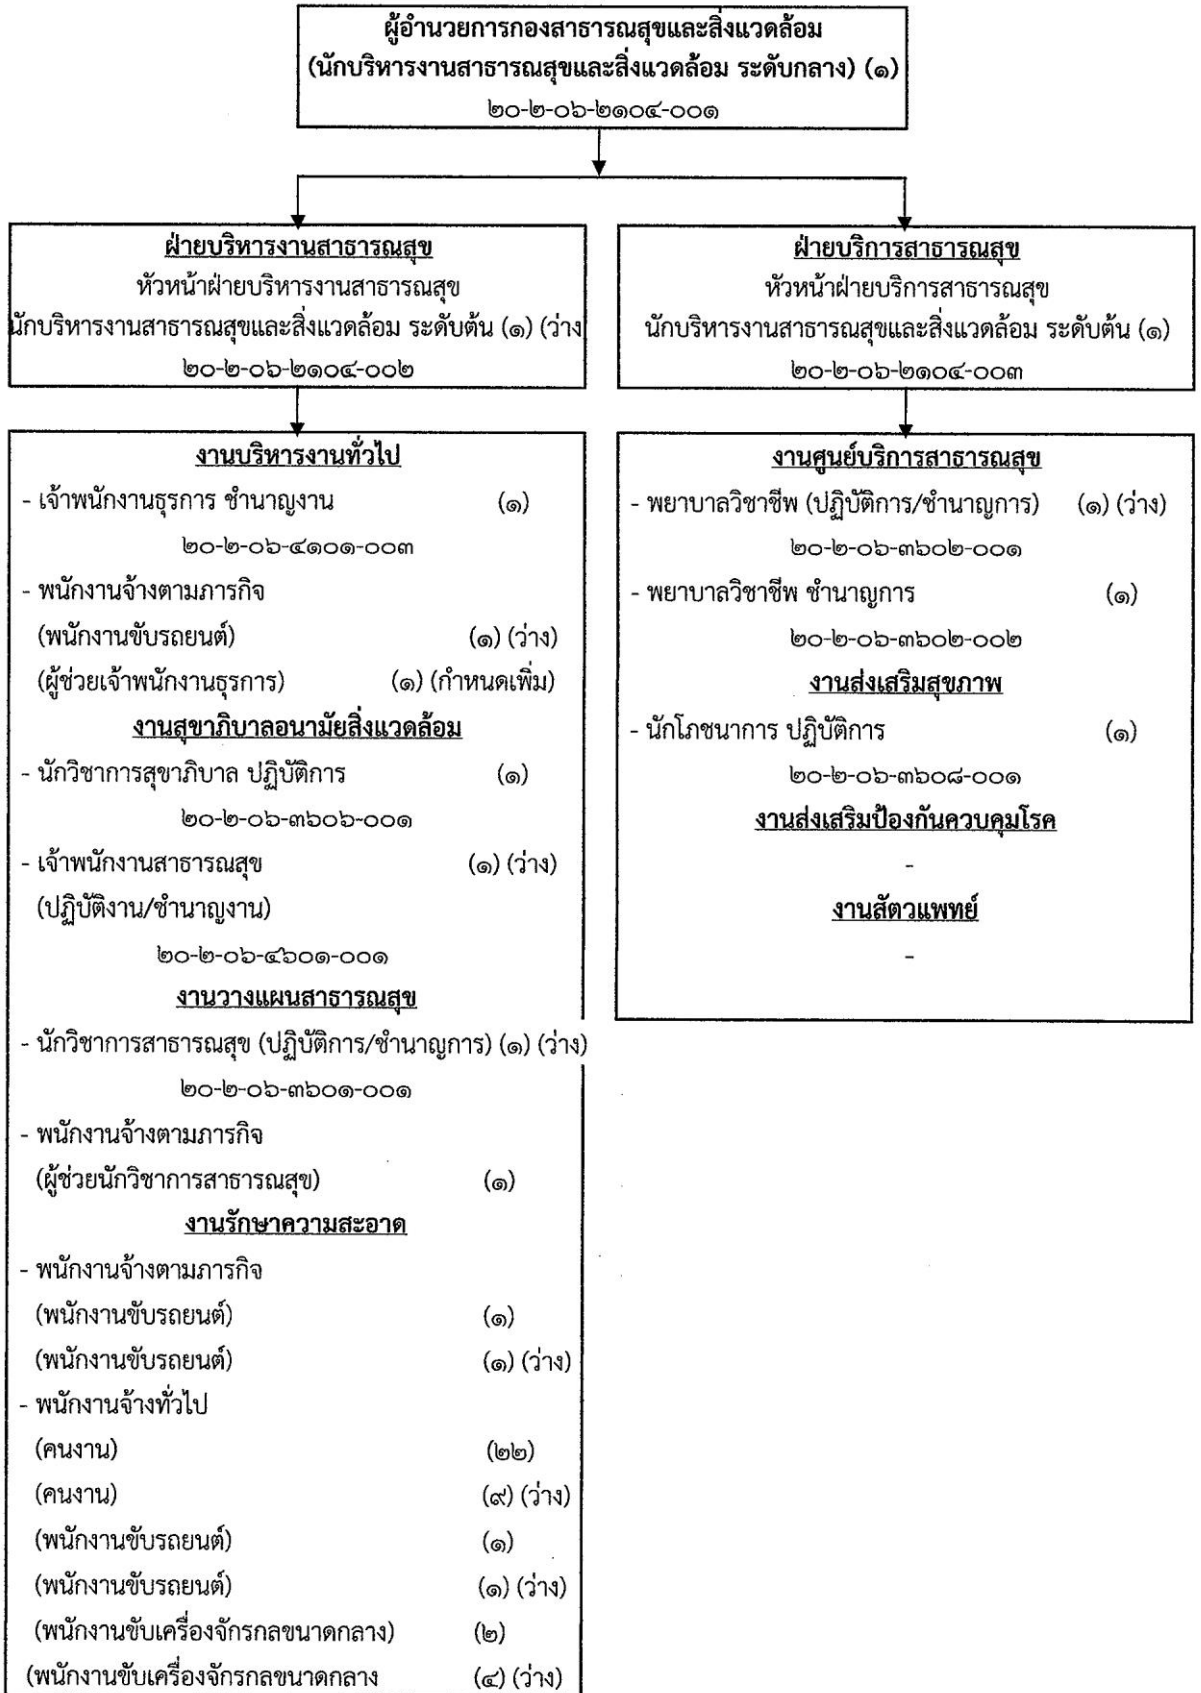 ผู้อำนวยการกองสาธารณสุขและสิ่งแวดล้อม
(นักบริหารงานสาธารณสุขและสิ่งแวดล้อม ระดับกลาง) (๑)
๒๐-๒-๐๖-๒๑๐๔-๐๐๑
ฝ่ายบริหารงานสาธารณสุข
หัวหน้าฝ่ายบริหารงานสาธารณสุข
นักบริหารงานสาธารณสุขและสิ่งแวดล้อม ระดับต้น (๑) (ว่าง
๒๐-๒-๐๖-๒๑๐๔-๐๐๒
งานบริหารงานทั่วไป
- เจ้าพนักงานธุรการ ชำนาญงาน (๑)
๒๐-๒-๐๖-๔๑๐๑-๐๐๓
- พนักงานจ้างตามภารกิจ
(พนักงานขับรถยนต์) (๑) (ว่าง)
(ผู้ช่วยเจ้าพนักงานธุรการ) (๑) (กำหนดเพิ่ม)
งานสุขาภิบาลอนามัยสิ่งแวดล้อม
- นักวิชาการสุขาภิบาล ปฏิบัติการ (๑)
๒๐-๒-๐๖-๓๖๐๖-๐๐๑
- เจ้าพนักงานสาธารณสุข (๑) (ว่าง)
(ปฏิบัติงาน/ชำนาญงาน)
๒๐-๒-๐๖-๔๖๐๑-๐๐๑
งานวางแผนสาธารณสุข
- นักวิชาการสาธารณสุข (ปฏิบัติการ/ชำนาญการ) (๑) (ว่าง)
๒๐-๒-๐๖-๓๖๐๑-๐๐๑
- พนักงานจ้างตามภารกิจ
(ผู้ช่วยนักวิชาการสาธารณสุข) (๑)
งานรักษาความสะอาด
- พนักงานจ้างตามภารกิจ
(พนักงานขับรถยนต์) (๑)
(พนักงานขับรถยนต์) (๑) (ว่าง)
- พนักงานจ้างทั่วไป
(คนงาน) (๒๒)
(คนงาน) (๙) (ว่าง)
(พนักงานขับรถยนต์) (๑)
(พนักงานขับรถยนต์) (๑) (ว่าง)
(พนักงานขับเครื่องจักรกลขนาดกลาง) (๒)
(พนักงานขับเครื่องจักรกลขนาดกลาง (๔) (ว่าง)
ฝ่ายบริการสาธารณสุข
หัวหน้าฝ่ายบริการสาธารณสุข
นักบริหารงานสาธารณสุขและสิ่งแวดล้อม ระดับต้น (๑)
๒๐-๒-๐๖-๒๑๐๔-๐๐๓
งานศูนย์บริการสาธารณสุข
- พยาบาลวิชาชีพ (ปฏิบัติการ/ชำนาญการ) (๑) (ว่าง)
๒๐-๒-๐๖-๓๖๐๒-๐๐๑
- พยาบาลวิชาชีพ ชำนาญการ (๑)
๒๐-๒-๐๖-๓๖๐๒-๐๐๒
งานส่งเสริมสุขภาพ
- นักโภชนาการ ปฏิบัติการ (๑)
๒๐-๒-๐๖-๓๖๐๘-๐๐๑
งานส่งเสริมป้องกันควบคุมโรค
-
งานสัตวแพทย์
-